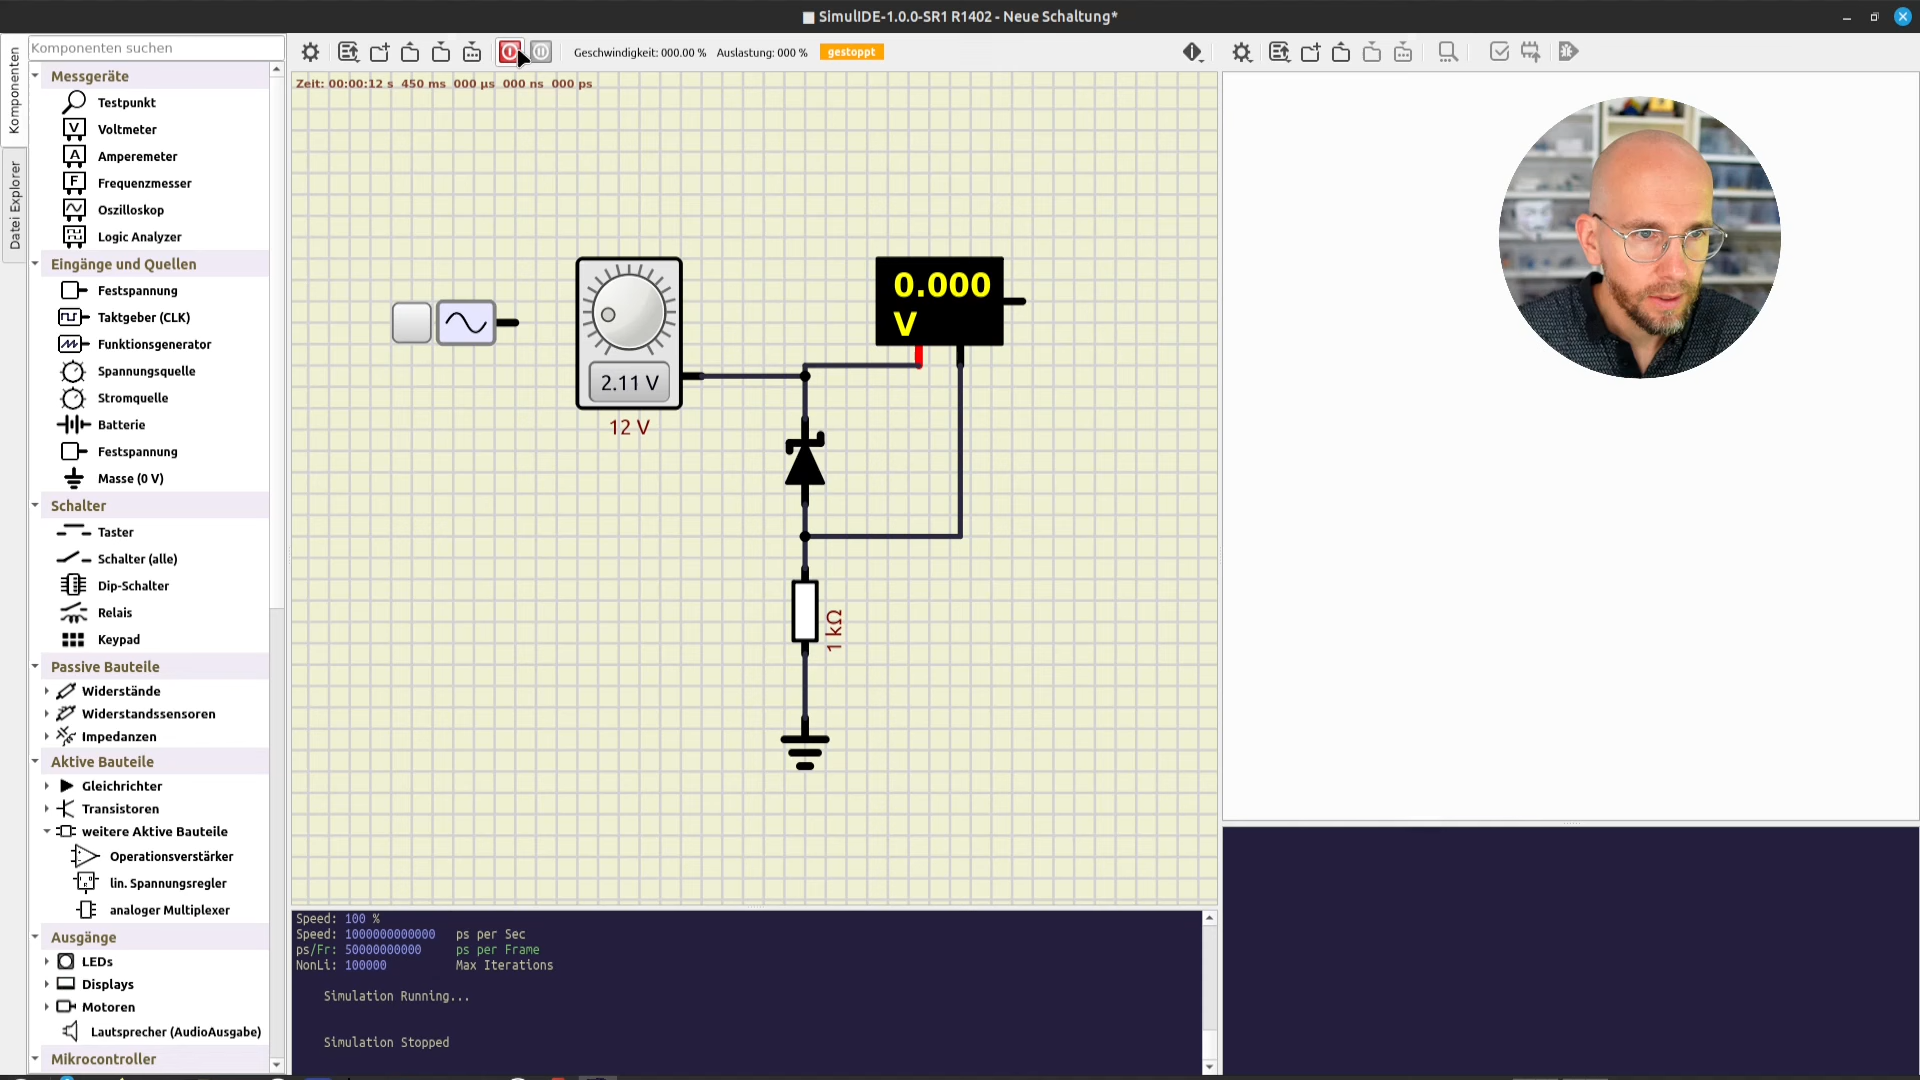 SimulIDE-1.0.0-SR1 R1402 - Neue Schaltung*
Komponenten
Datei Explorer
Komponenten suchen
Messgeräte
Testpunkt
Voltmeter
Amperemeter
Frequenzmesser
Oszilloskop
Logic Analyzer
Eingänge und Quellen
Festspannung
Taktgeber (CLK)
Funktionsgenerator
Spannungsquelle
Stromquelle
Batterie
Festspannung
Masse (0 V)
Schalter
Taster
Schalter (alle)
Dip-Schalter
Relais
Keypad
Passive Bauteile
Widerstände
Widerstandssensoren
Impedanzen
Aktive Bauteile
Gleichrichter
Transistoren
weitere Aktive Bauteile
Operationsverstärker
lin. Spannungsregler
analoger Multiplexer
Ausgänge
LEDs
Displays
Motoren
Lautsprecher (AudioAusgabe)
Mikrocontroller
Geschwindigkeit: 000.00 % Auslastung: 000 % gestoppt
Zeit: 00:00:12 s 450 ms 000 µs 000 ns 000 ps
2.11 V
12 V
0.000
V
1 kΩ
Speed: 100 %
Speed: 1000000000000 ps per Sec
ps/Fr: 50000000000 ps per Frame
NonLi: 100000 Max Iterations
Simulation Running...
Simulation Stopped